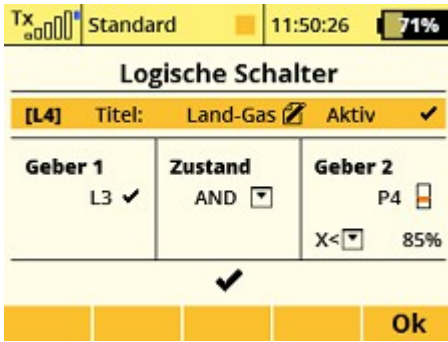 Tx Standard 11:50:26 71%
Logische Schalter
[L4] Titel: Land-Gas Aktiv ✔
Geber 1 Zustand Geber 2
L3 ✔ AND P4
X< 85%
✔
Ok